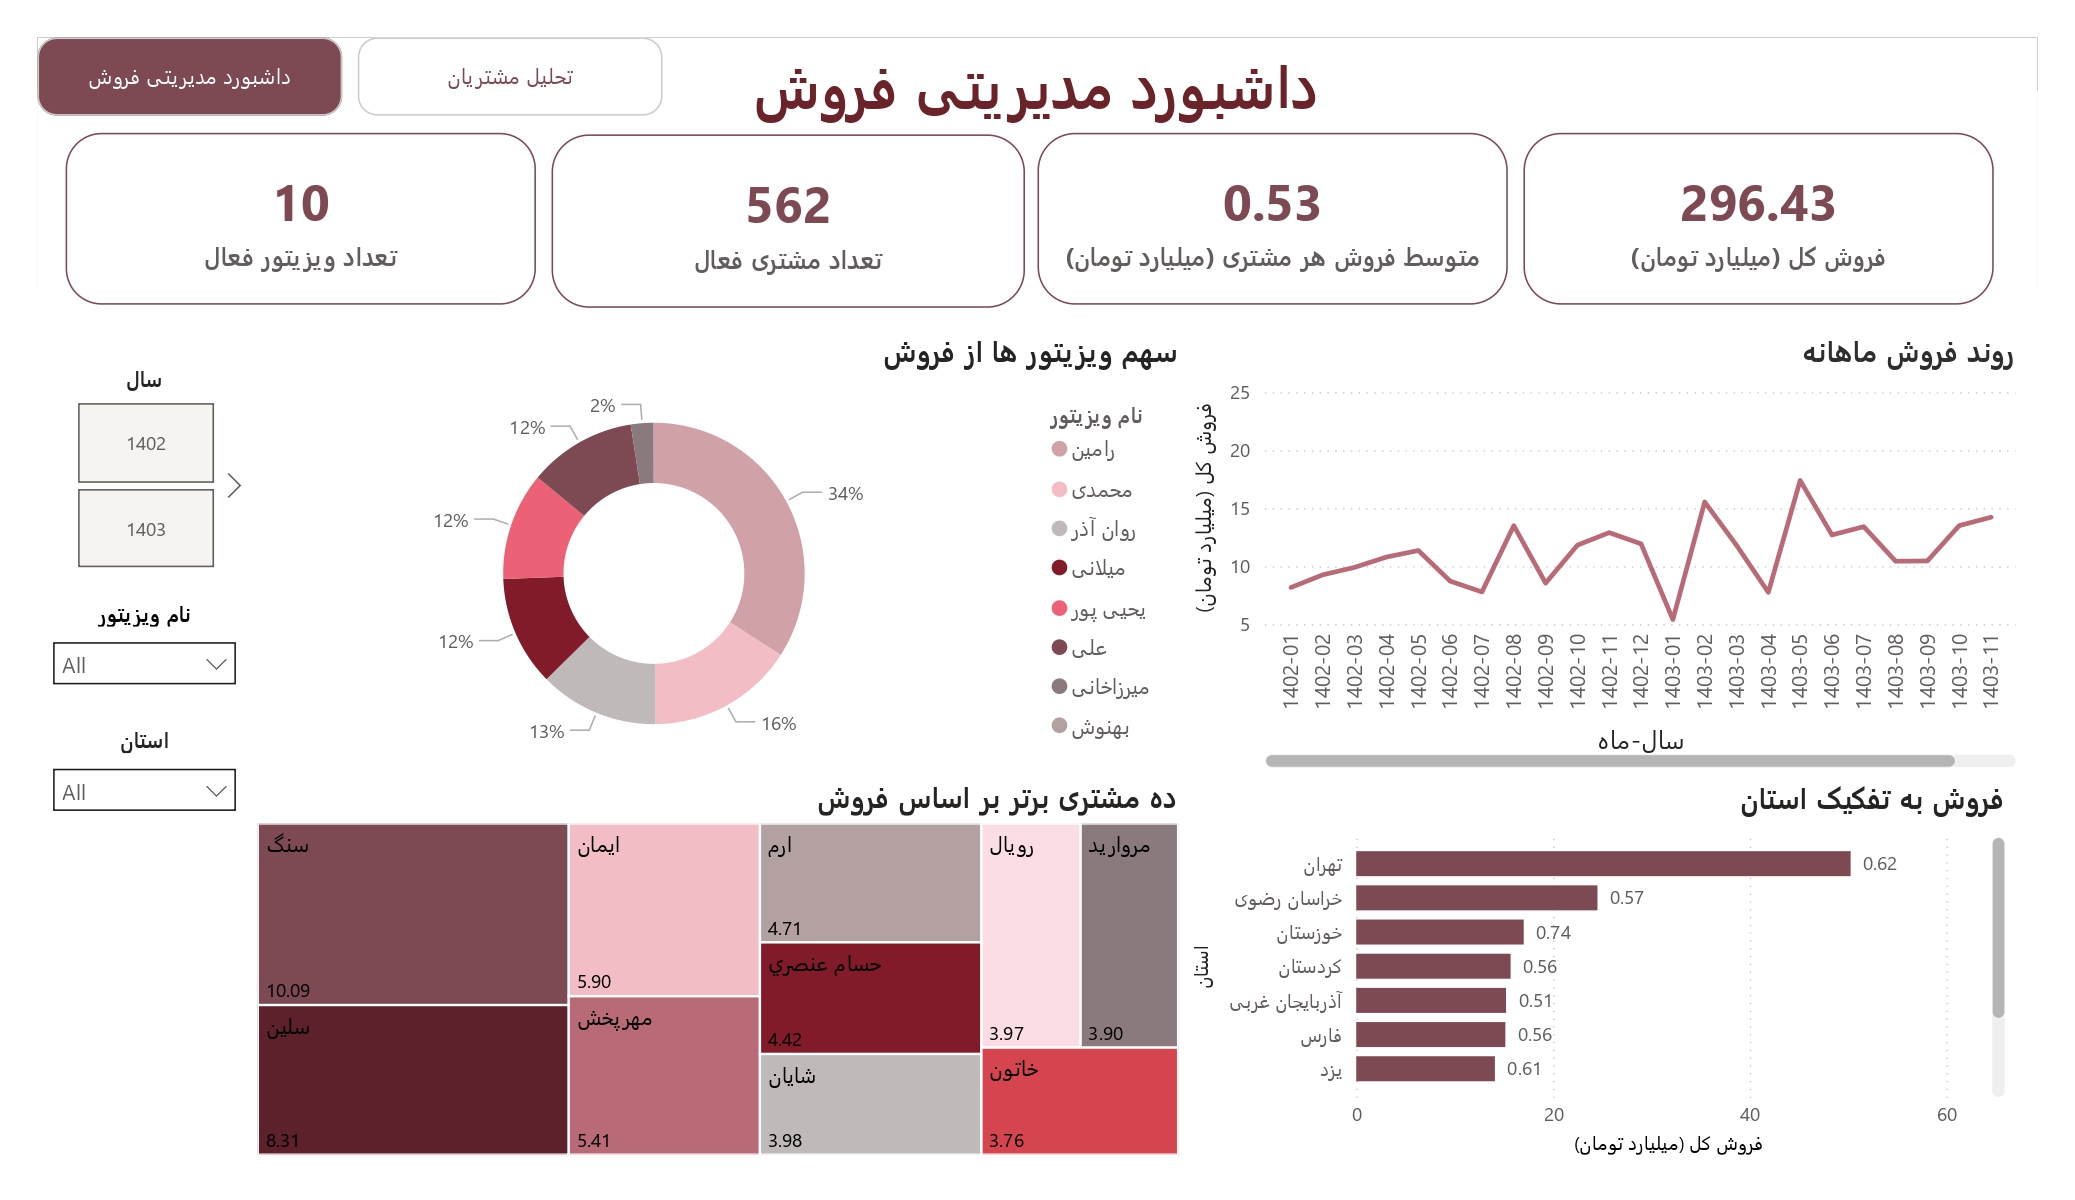 داشبورد مدیریتی فروش
تحلیل مشتریان
داشبورد مدیریتی فروش
296.43
فروش کل (میلیارد تومان)
0.53
متوسط فروش هر مشتری (میلیارد تومان)
562
تعداد مشتری فعال
10
تعداد ویزیتور فعال
روند فروش ماهانه
فروش کل (میلیارد تومان)
25
20
15
10
5
1402-01
1402-02
1402-03
1402-04
1402-05
1402-06
1402-07
1402-08
1402-09
1402-10
1402-11
1402-12
1403-01
1403-02
1403-03
1403-04
1403-05
1403-06
1403-07
1403-08
1403-09
1403-10
1403-11
سال-ماه
سهم ویزیتور ها از فروش
نام ویزیتور
رامین
محمدی
روان آذر
میلانی
یحیی پور
علی
میرزاخانی
بهنوش
34%
16%
13%
12%
12%
12%
2%
سال
1402
1403
نام ویزیتور
All
استان
All
فروش به تفکیک استان
استان
تهران 0.62
خراسان رضوی 0.57
خوزستان 0.74
کردستان 0.56
آذربایجان غربی 0.51
فارس 0.56
یزد 0.61
0 20 40 60
فروش کل (میلیارد تومان)
ده مشتری برتر بر اساس فروش
سنگ
10.09
سلین
8.31
ایمان
5.90
مهرپخش
5.41
ارم
4.71
حسام عنصري
4.42
شایان
3.98
رویال
3.97
مروارید
3.90
خاتون
3.76